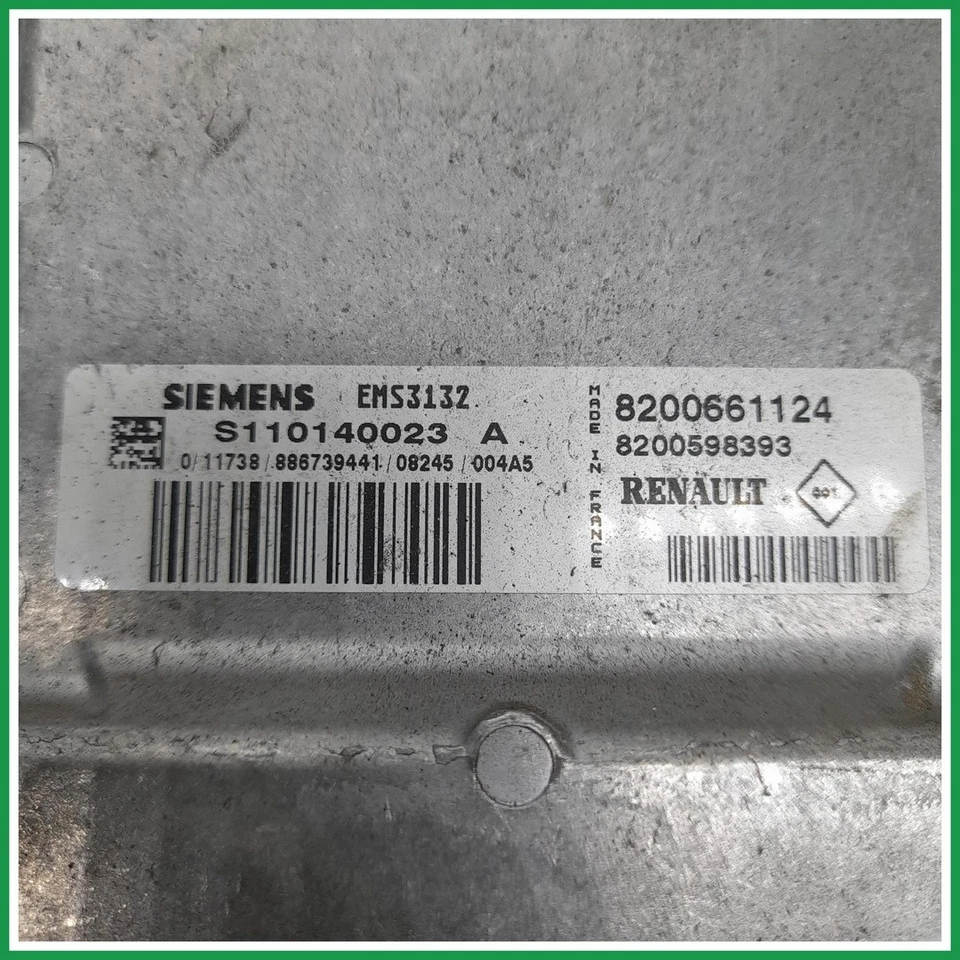 SIEMENS EMS3132
S110140023 A
0/11738/886739441/08245/004A5
MADE IN FRANCE
8200661124
8200598393
RENAULT